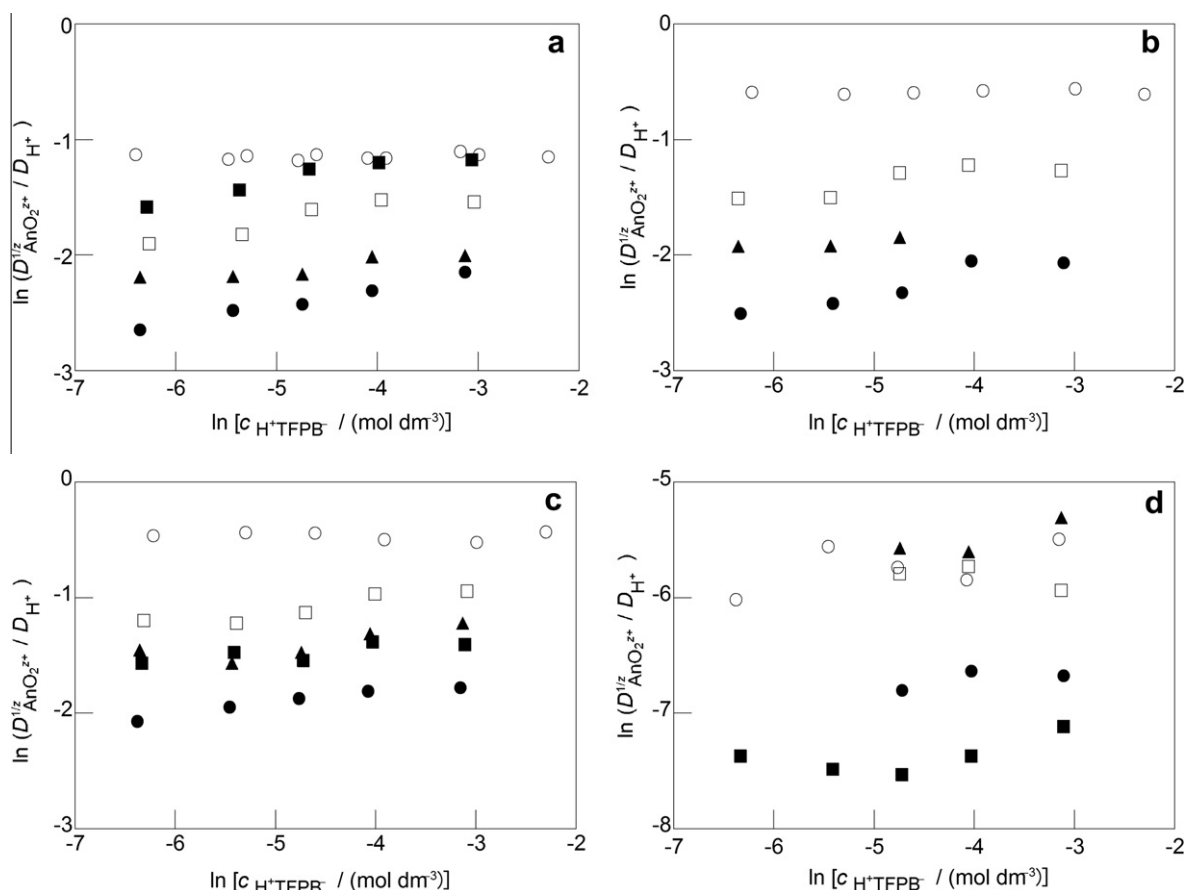 a
0
-1
-2
-3
-7 -6 -5 -4 -3 -2
ln (D^{1/z}_{AnO_2^{z+}} / D_{H^+})
ln [c_{H^+TFPB^-} / (mol dm^{-3})]
b
0
-1
-2
-3
-7 -6 -5 -4 -3 -2
ln (D^{1/z}_{AnO_2^{z+}} / D_{H^+})
ln [c_{H^+TFPB^-} / (mol dm^{-3})]
c
0
-1
-2
-3
-7 -6 -5 -4 -3 -2
ln (D^{1/z}_{AnO_2^{z+}} / D_{H^+})
ln [c_{H^+TFPB^-} / (mol dm^{-3})]
d
-5
-6
-7
-8
-7 -6 -5 -4 -3 -2
ln (D^{1/z}_{AnO_2^{z+}} / D_{H^+})
ln [c_{H^+TFPB^-} / (mol dm^{-3})]